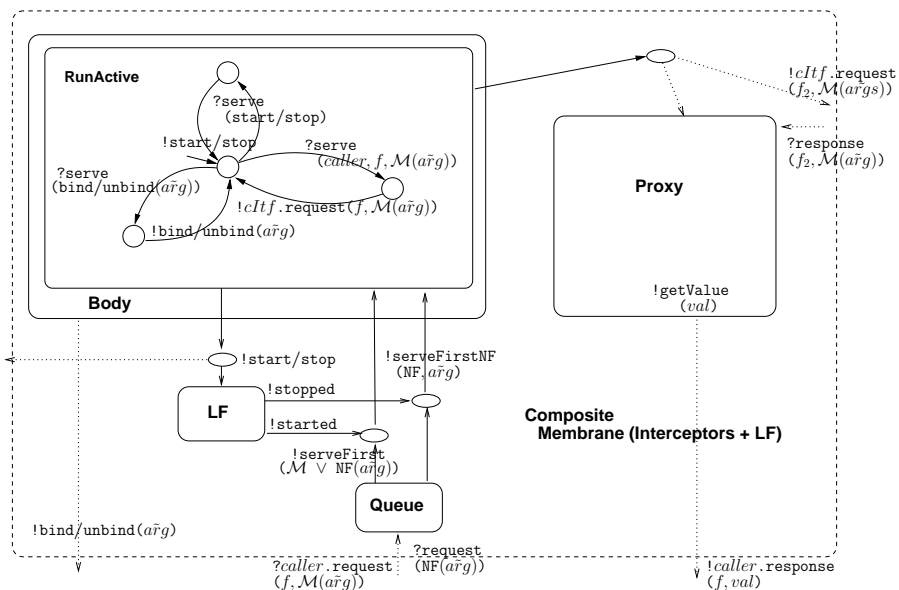 RunActive
?serve
(start/stop)
!start/stop
?serve
(caller, f, M(ar̃g))
?serve
(bind/unbind(ar̃g))
!cItf.request(f, M(ar̃g))
!bind/unbind(ar̃g)
Body
!cItf.request
(f₂, M(ar̃gs))
?response
(f₂, M(ar̃g))
Proxy
!getValue
(val)
!start/stop
!serveFirstNF
(NF, ar̃g)
LF
!stopped
!started
!serveFirst
(M ∨ NF(ar̃g))
Composite
Membrane (Interceptors + LF)
Queue
!bind/unbind(ar̃g)
?caller.request
(f, M(ar̃g))
?request
(NF(ar̃g))
!caller.response
(f, val)